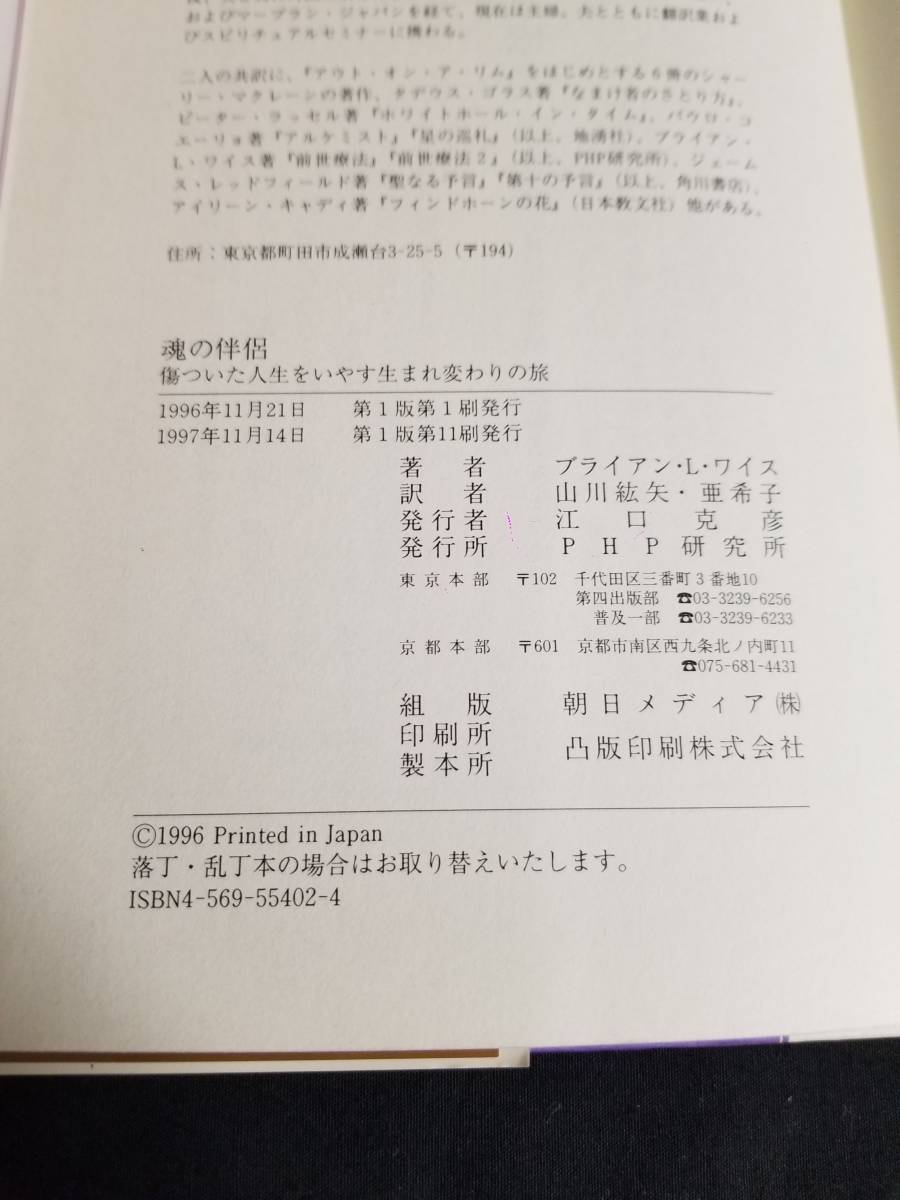 およびマーブラン・ジャパンを経て、現在は主婦。夫とともに翻訳業およ
びスピリチュアルセミナーに携わる。
二人の共訳に、『アウト・オン・ア・リム』をはじめとする6冊のシャー
リー・マクレーンの著作、タデウス・ゴラス著『なまけ者のさとり方』、
ピーター・ラッセル著『ホワイトホール・イン・タイム』、パウロ・コ
エーリョ著『アルケミスト』『星の巡礼』(以上、地湧社)、ブライアン・
L・ワイス著『前世療法』『前世療法2』(以上、PHP研究所)、ジェーム
ス・レッドフィールド著『聖なる予言』『第十の予言』(以上、角川書店)、
アイリーン・キャディ著『フィンドホーンの花』(日本教文社)他がある。
住所:東京都町田市成瀬台3-25-5(〒194)
魂の伴侶
傷ついた人生をいやす生まれ変わりの旅
1996年11月21日 第1版第1刷発行
1997年11月14日 第1版第11刷発行
著者 ブライアン・L・ワイス
訳者 山川紘矢・亜希子
発行者 江口克彦
発行所 PHP研究所
東京本部 〒102 千代田区三番町3番地10
第四出版部 ☎03-3239-6256
普及一部 ☎03-3239-6233
京都本部 〒601 京都市南区西九条北ノ内町11
☎075-681-4431
組版 朝日メディア㈱
印刷所
製本所 凸版印刷株式会社
©1996 Printed in Japan
落丁・乱丁本の場合はお取り替えいたします。
ISBN4-569-55402-4